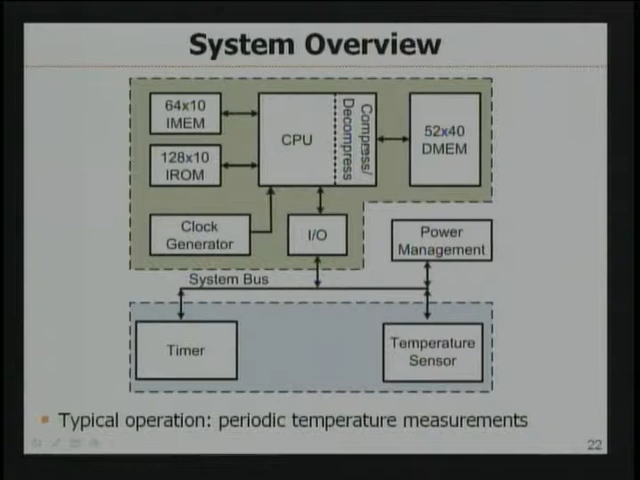 System Overview
64x10
IMEM
128x10
IROM
CPU
Compress/
Decompress
52x40
DMEM
Clock
Generator
I/O
Power
Management
System Bus
Timer
Temperature
Sensor
Typical operation: periodic temperature measurements
22